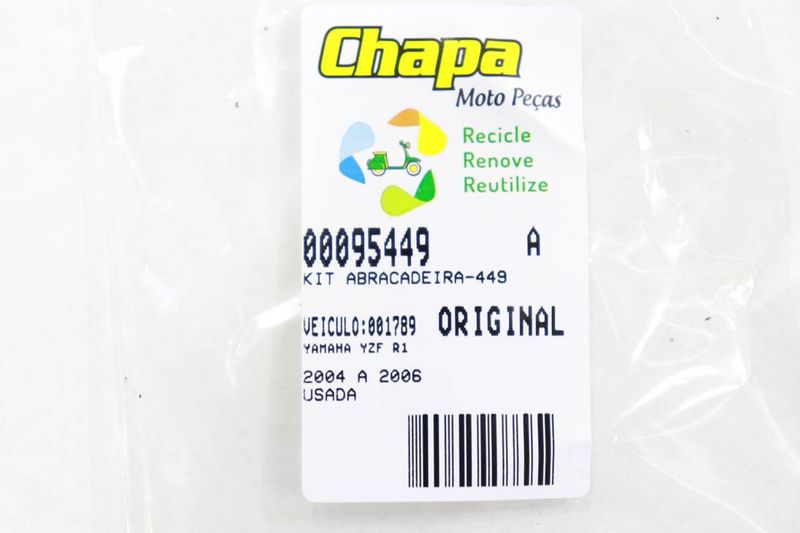 Chapa
Moto Peças
Recicle
Renove
Reutilize
00095449 A
KIT ABRACADEIRA-449
VEICULO:001789 ORIGINAL
YAMAHA YZF R1
2004 A 2006
USADA